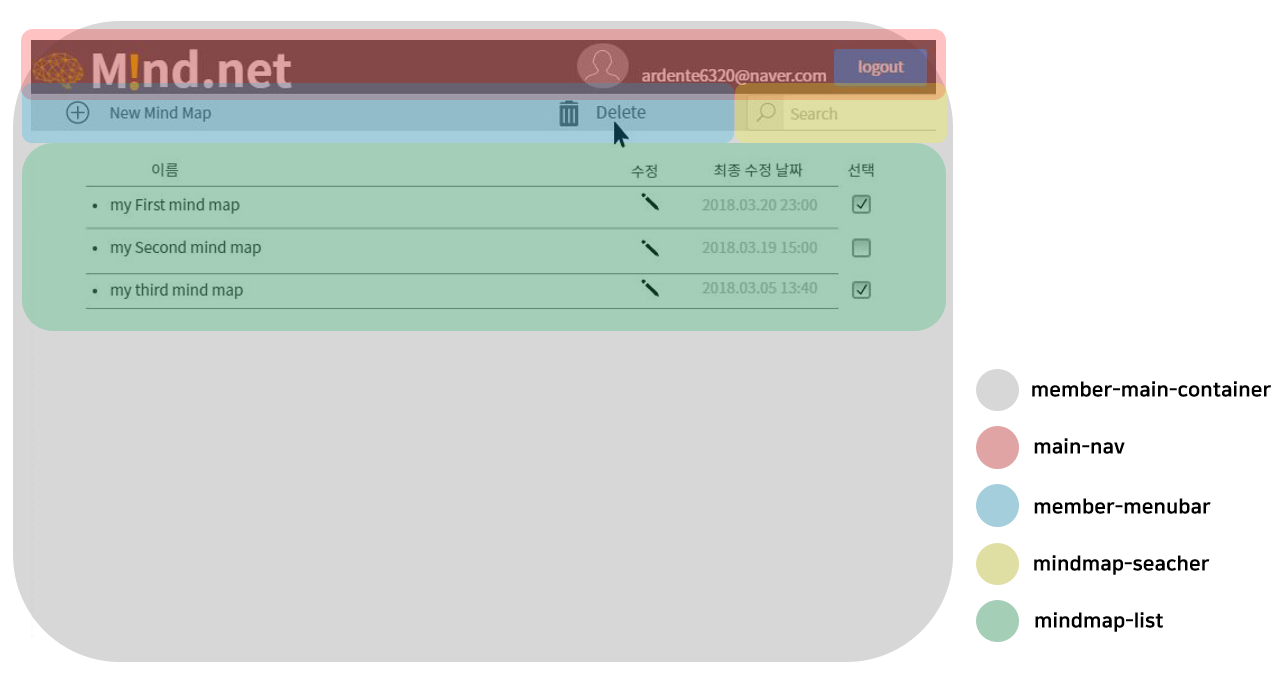 M!nd.net
ardente6320@naver.com
logout
New Mind Map
Delete
Search
이름 수정 최종 수정 날짜 선택
• my First mind map 2018.03.20 23:00
• my Second mind map 2018.03.19 15:00
• my third mind map 2018.03.05 13:40
member-main-container
main-nav
member-menubar
mindmap-seacher
mindmap-list